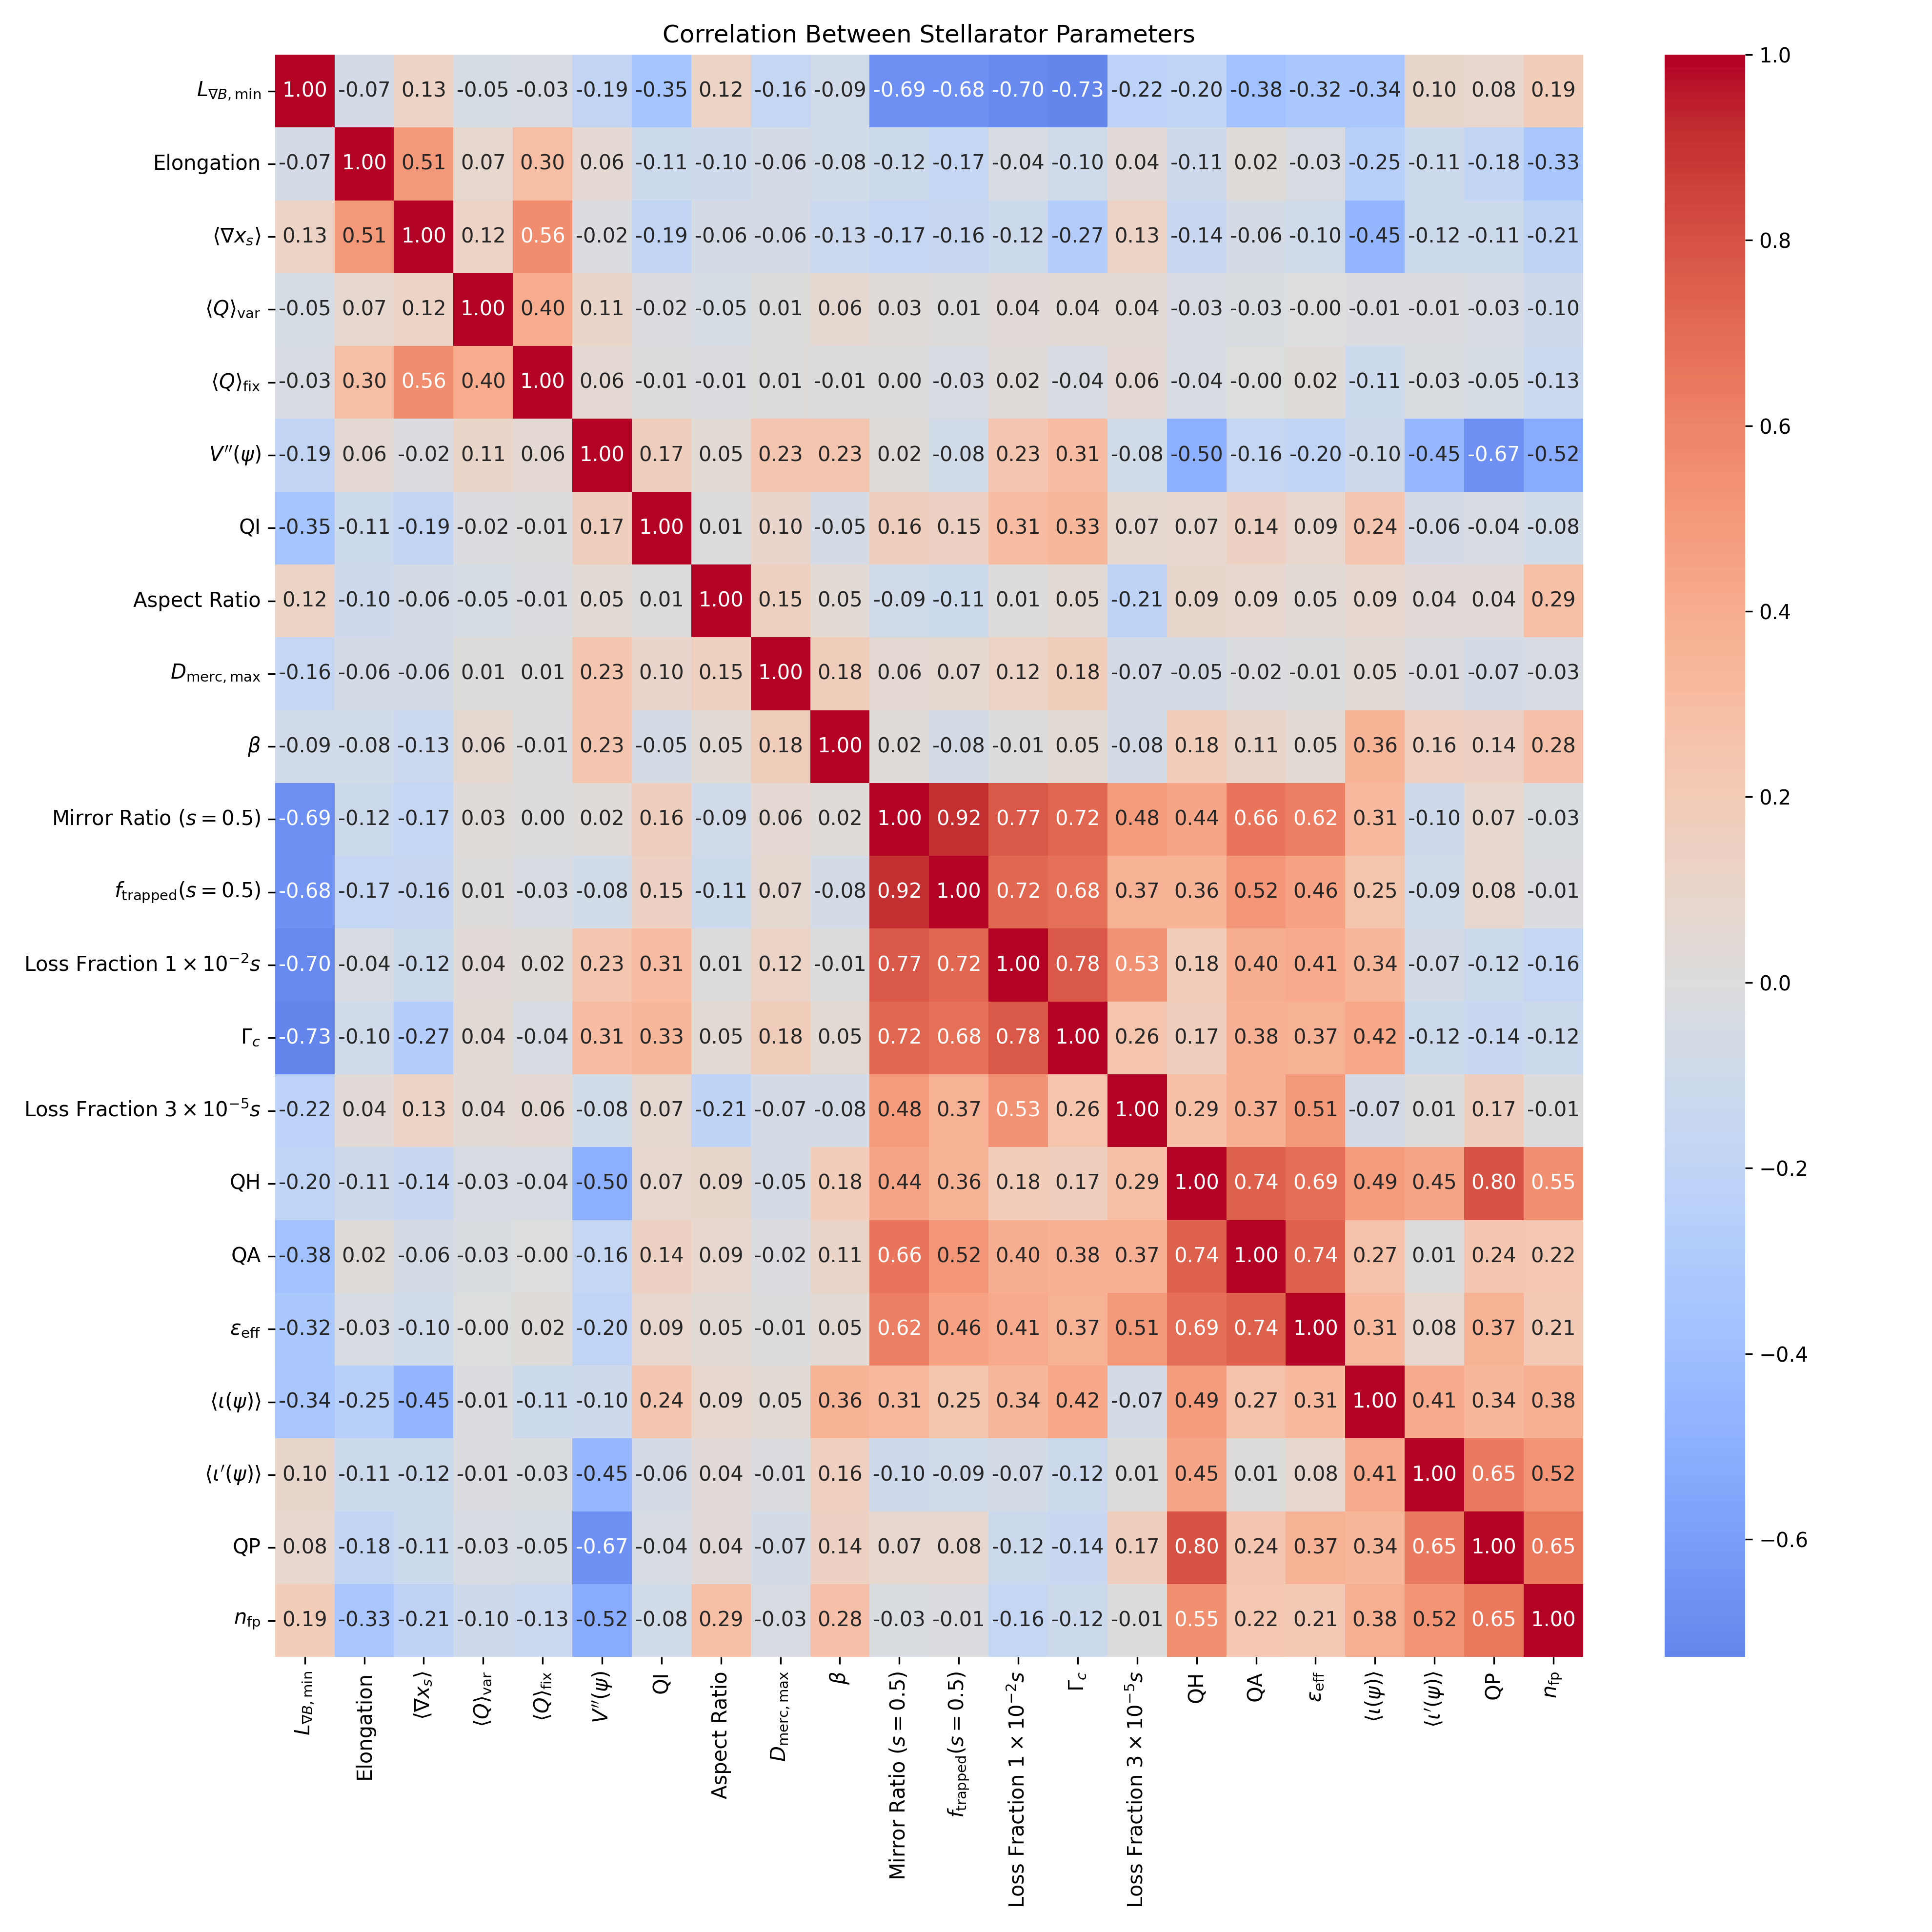 Correlation Between Stellarator Parameters
L∇B,min 1.00 -0.07 0.13 -0.05 -0.03 -0.19 -0.35 0.12 -0.16 -0.09 -0.69 -0.68 -0.70 -0.73 -0.22 -0.20 -0.38 -0.32 -0.34 0.10 0.08 0.19
Elongation -0.07 1.00 0.51 0.07 0.30 0.06 -0.11 -0.10 -0.06 -0.08 -0.12 -0.17 -0.04 -0.10 0.04 -0.11 0.02 -0.03 -0.25 -0.11 -0.18 -0.33
⟨∇xs⟩ 0.13 0.51 1.00 0.12 0.56 -0.02 -0.19 -0.06 -0.06 -0.13 -0.17 -0.16 -0.12 -0.27 0.13 -0.14 -0.06 -0.10 -0.45 -0.12 -0.11 -0.21
⟨Q⟩var -0.05 0.07 0.12 1.00 0.40 0.11 -0.02 -0.05 0.01 0.06 0.03 0.01 0.04 0.04 0.04 -0.03 -0.03 -0.00 -0.01 -0.01 -0.03 -0.10
⟨Q⟩fix -0.03 0.30 0.56 0.40 1.00 0.06 -0.01 -0.01 0.01 -0.01 0.00 -0.03 0.02 -0.04 0.06 -0.04 -0.00 0.02 -0.11 -0.03 -0.05 -0.13
V″(ψ) -0.19 0.06 -0.02 0.11 0.06 1.00 0.17 0.05 0.23 0.23 0.02 -0.08 0.23 0.31 -0.08 -0.50 -0.16 -0.20 -0.10 -0.45 -0.67 -0.52
QI -0.35 -0.11 -0.19 -0.02 -0.01 0.17 1.00 0.01 0.10 -0.05 0.16 0.15 0.31 0.33 0.07 0.07 0.14 0.09 0.24 -0.06 -0.04 -0.08
Aspect Ratio 0.12 -0.10 -0.06 -0.05 -0.01 0.05 0.01 1.00 0.15 0.05 -0.09 -0.11 0.01 0.05 -0.21 0.09 0.09 0.05 0.09 0.04 0.04 0.29
Dmerc,max -0.16 -0.06 -0.06 0.01 0.01 0.23 0.10 0.15 1.00 0.18 0.06 0.07 0.12 0.18 -0.07 -0.05 -0.02 -0.01 0.05 -0.01 -0.07 -0.03
β -0.09 -0.08 -0.13 0.06 -0.01 0.23 -0.05 0.05 0.18 1.00 0.02 -0.08 -0.01 0.05 -0.08 0.18 0.11 0.05 0.36 0.16 0.14 0.28
Mirror Ratio (s = 0.5) -0.69 -0.12 -0.17 0.03 0.00 0.02 0.16 -0.09 0.06 0.02 1.00 0.92 0.77 0.72 0.48 0.44 0.66 0.62 0.31 -0.10 0.07 -0.03
ftrapped(s = 0.5) -0.68 -0.17 -0.16 0.01 -0.03 -0.08 0.15 -0.11 0.07 -0.08 0.92 1.00 0.72 0.68 0.37 0.36 0.52 0.46 0.25 -0.09 0.08 -0.01
Loss Fraction 1 × 10⁻²s -0.70 -0.04 -0.12 0.04 0.02 0.23 0.31 0.01 0.12 -0.01 0.77 0.72 1.00 0.78 0.53 0.18 0.40 0.41 0.34 -0.07 -0.12 -0.16
Γc -0.73 -0.10 -0.27 0.04 -0.04 0.31 0.33 0.05 0.18 0.05 0.72 0.68 0.78 1.00 0.26 0.17 0.38 0.37 0.42 -0.12 -0.14 -0.12
Loss Fraction 3 × 10⁻⁵s -0.22 0.04 0.13 0.04 0.06 -0.08 0.07 -0.21 -0.07 -0.08 0.48 0.37 0.53 0.26 1.00 0.29 0.37 0.51 -0.07 0.01 0.17 -0.01
QH -0.20 -0.11 -0.14 -0.03 -0.04 -0.50 0.07 0.09 -0.05 0.18 0.44 0.36 0.18 0.17 0.29 1.00 0.74 0.69 0.49 0.45 0.80 0.55
QA -0.38 0.02 -0.06 -0.03 -0.00 -0.16 0.14 0.09 -0.02 0.11 0.66 0.52 0.40 0.38 0.37 0.74 1.00 0.74 0.27 0.01 0.24 0.22
εeff -0.32 -0.03 -0.10 -0.00 0.02 -0.20 0.09 0.05 -0.01 0.05 0.62 0.46 0.41 0.37 0.51 0.69 0.74 1.00 0.31 0.08 0.37 0.21
⟨ι(ψ)⟩ -0.34 -0.25 -0.45 -0.01 -0.11 -0.10 0.24 0.09 0.05 0.36 0.31 0.25 0.34 0.42 -0.07 0.49 0.27 0.31 1.00 0.41 0.34 0.38
⟨ι′(ψ)⟩ 0.10 -0.11 -0.12 -0.01 -0.03 -0.45 -0.06 0.04 -0.01 0.16 -0.10 -0.09 -0.07 -0.12 0.01 0.45 0.01 0.08 0.41 1.00 0.65 0.52
QP 0.08 -0.18 -0.11 -0.03 -0.05 -0.67 -0.04 0.04 -0.07 0.14 0.07 0.08 -0.12 -0.14 0.17 0.80 0.24 0.37 0.34 0.65 1.00 0.65
nfp 0.19 -0.33 -0.21 -0.10 -0.13 -0.52 -0.08 0.29 -0.03 0.28 -0.03 -0.01 -0.16 -0.12 -0.01 0.55 0.22 0.21 0.38 0.52 0.65 1.00
L∇B,min
Elongation
⟨∇xs⟩
⟨Q⟩var
⟨Q⟩fix
V″(ψ)
QI
Aspect Ratio
Dmerc,max
β
Mirror Ratio (s = 0.5)
ftrapped(s = 0.5)
Loss Fraction 1 × 10⁻²s
Γc
Loss Fraction 3 × 10⁻⁵s
QH
QA
εeff
⟨ι(ψ)⟩
⟨ι′(ψ)⟩
QP
nfp
1.0
0.8
0.6
0.4
0.2
0.0
−0.2
−0.4
−0.6